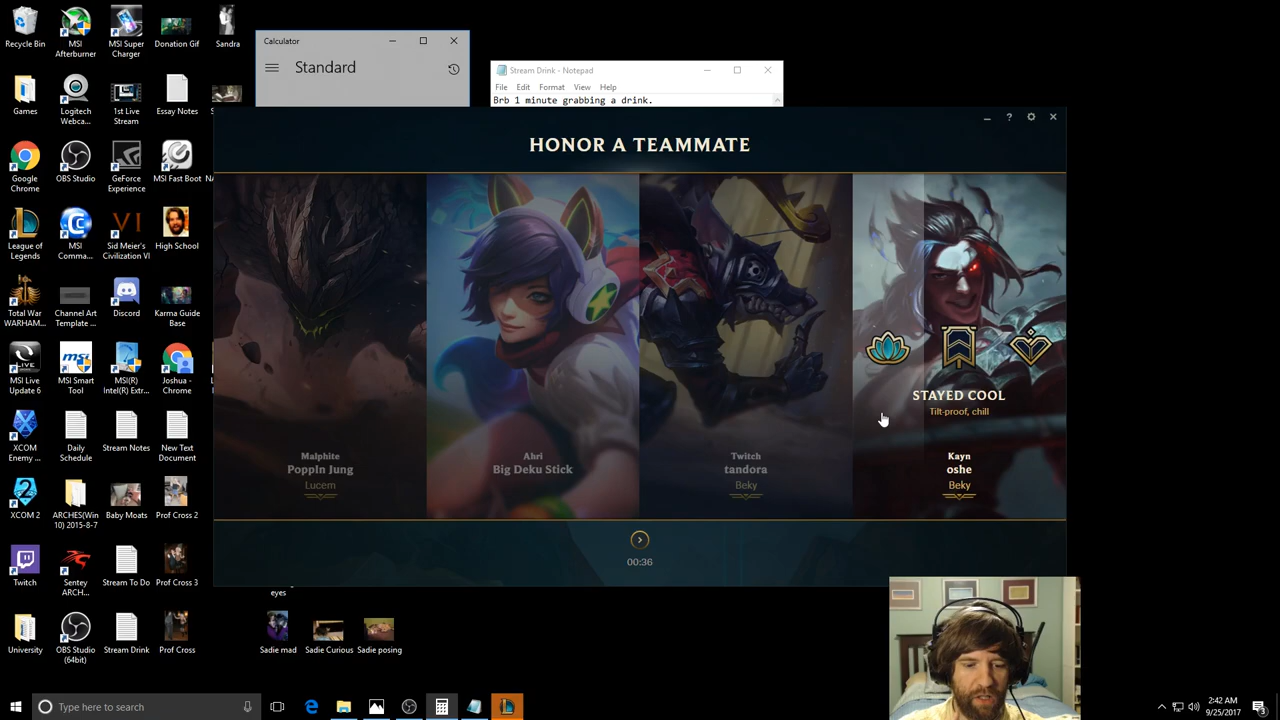 Recycle Bin
MSI Afterburner
MSI Super Charger
Donation Gif
Sandra
Games
Logitech Webca...
1st Live Stream
Essay Notes
Google Chrome
OBS Studio
GeForce Experience
MSI Fast Boot
League of Legends
MSI Comma...
Sid Meier's Civilization VI
High School
Total War WARHAM...
Channel Art Template ...
Discord
Karma Guide Base
MSI Live Update 6
MSI Smart Tool
MSI(R) Intel(R) Extr...
Joshua - Chrome
XCOM Enemy ...
Daily Schedule
Stream Notes
New Text Document
XCOM 2
ARCHES(Win 10) 2015-8-7
Baby Moats
Prof Cross 2
Twitch
Sentey ARCH...
Stream To Do
Prof Cross 3
University
OBS Studio (64bit)
Stream Drink
Prof Cross
eyes
Sadie mad
Sadie Curious
Sadie posing
Calculator
Standard
Stream Drink - Notepad
File Edit Format View Help
Brb 1 minute grabbing a drink.
?
HONOR A TEAMMATE
STAYED COOL
Tilt-proof, chill
Malphite
PoppIn Jung
Lucem
Ahri
Big Deku Stick
Twitch
tandora
Beky
Kayn
oshe
Beky
00:36
Type here to search
2:42 AM
9/25/2017
3